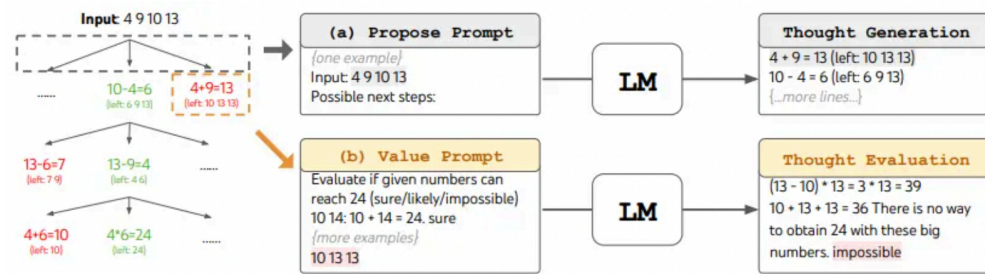 Input: 4 9 10 13
......
10-4=6
(left: 6 9 13)
4+9=13
(left: 10 13 13)
13-6=7
(left: 7 9)
13-9=4
(left: 4 6)
......
4+6=10
(left: 10)
4*6=24
(left: 24)
......
(a) Propose Prompt
{one example}
Input: 4 9 10 13
Possible next steps:
LM
Thought Generation
4 + 9 = 13 (left: 10 13 13)
10 - 4 = 6 (left: 6 9 13)
{...more lines...}
(b) Value Prompt
Evaluate if given numbers can
reach 24 (sure/likely/impossible)
10 14: 10 + 14 = 24. sure
{more examples}
10 13 13
LM
Thought Evaluation
(13 - 10) * 13 = 3 * 13 = 39
10 + 13 + 13 = 36 There is no way
to obtain 24 with these big
numbers. impossible